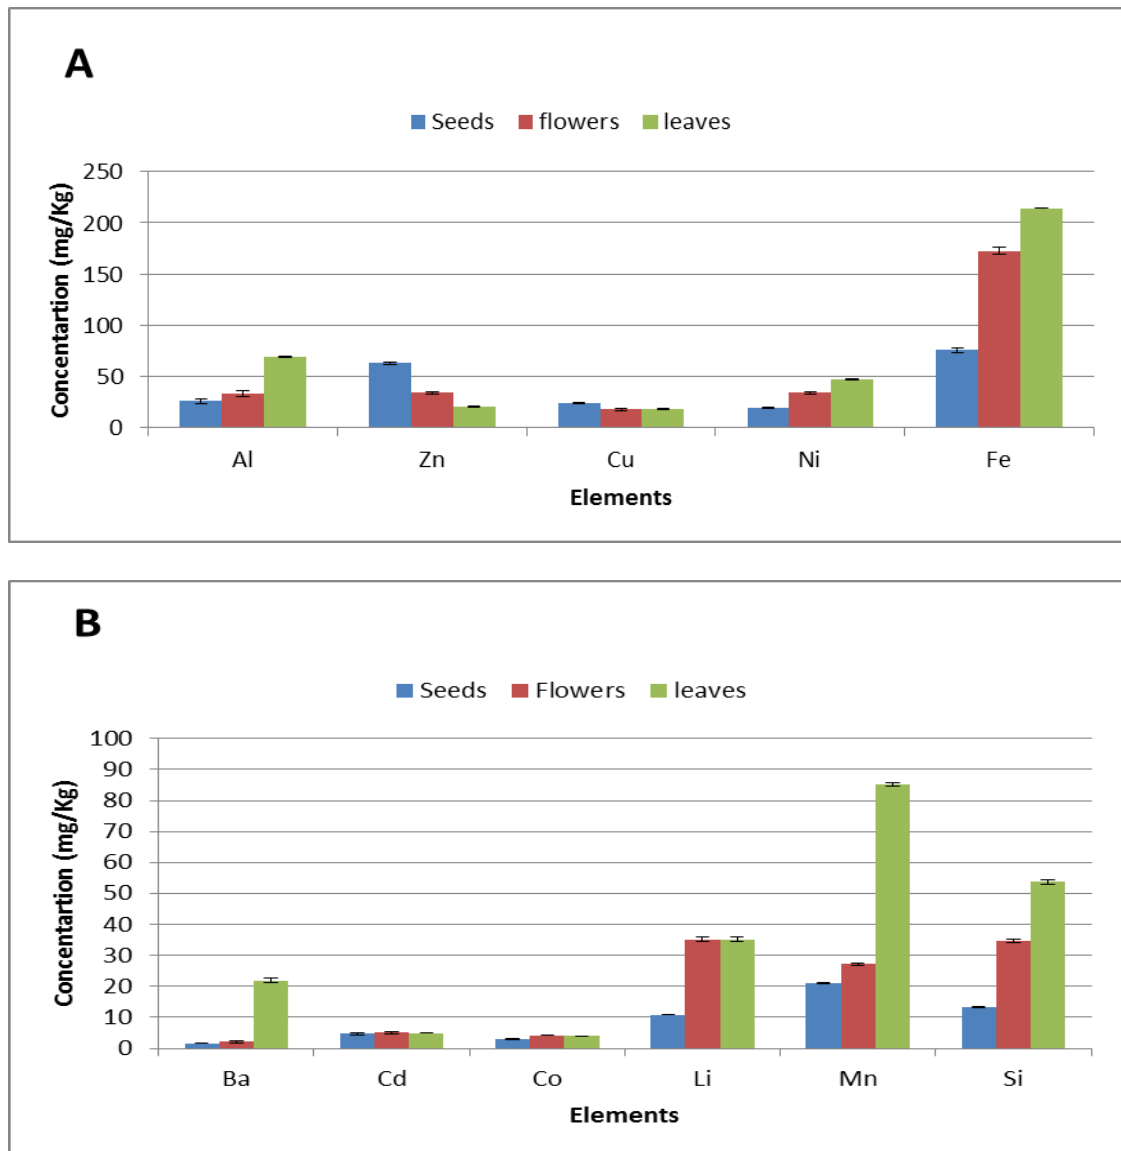 A
Seeds flowers leaves
250
200
150
100
50
0
Concentartion (mg/Kg)
Al Zn Cu Ni Fe
Elements
B
Seeds Flowers leaves
100
90
80
70
60
50
40
30
20
10
0
Concentartion (mg/Kg)
Ba Cd Co Li Mn Si
Elements